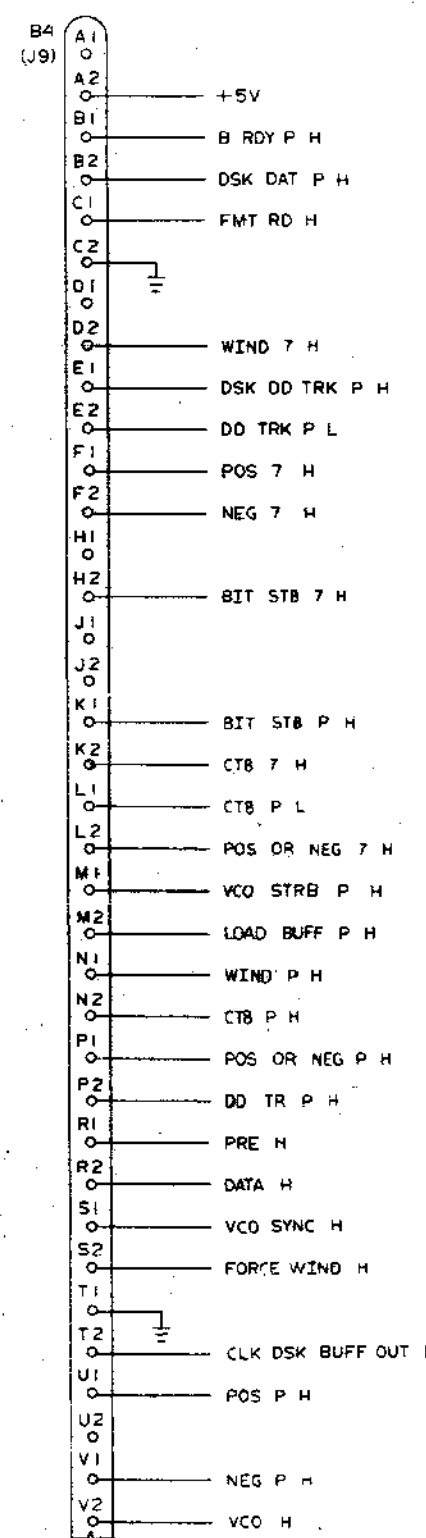 B4
(J9)
A1
A2 +5V
B1 B RDY P H
B2 DSK DAT P H
C1 FMT RD H
C2
D1
D2 WIND 7 H
E1 DSK DD TRK P H
E2 DD TRK P L
F1 POS 7 H
F2 NEG 7 H
H1
H2 BIT STB 7 H
J1
J2
K1 BIT STB P H
K2 CTB 7 H
L1 CTB P L
L2 POS OR NEG 7 H
M1 VCO STRB P H
M2 LOAD BUFF P H
N1 WIND P H
N2 CTB P H
P1 POS OR NEG P H
P2 DD TR P H
R1 PRE H
R2 DATA H
S1 VCO SYNC H
S2 FORCE WIND H
T1
T2 CLK DSK BUFF OUT
U1 POS P H
U2
V1 NEG P H
V2 VCO H